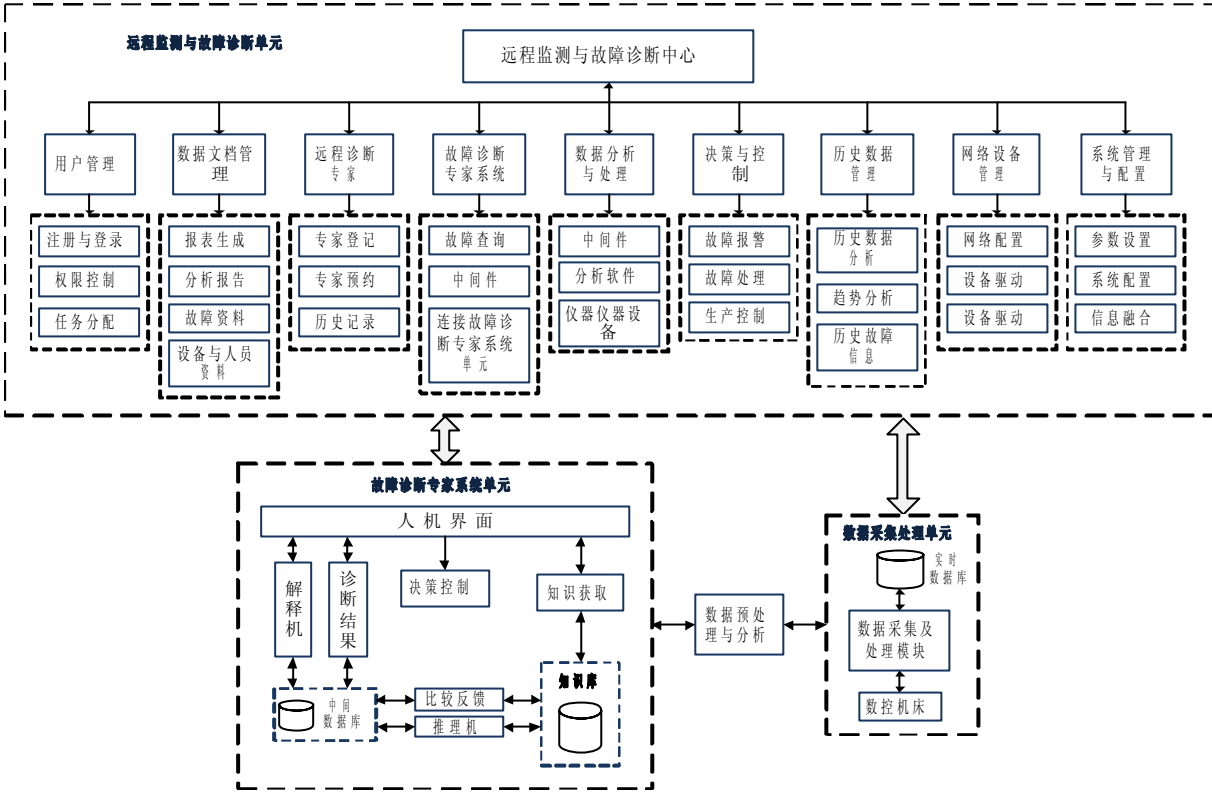 远程监测与故障诊断单元
远程监测与故障诊断中心
用户管理
数据文档管
理
远程诊断
专家
故障诊断
专家系统
数据分析
与处理
决策与控
制
历史数据
管理
网络设备
管理
系统管理
与配置
注册与登录
权限控制
任务分配
报表生成
分析报告
故障资料
设备与人员
资料
专家登记
专家预约
历史记录
故障查询
中间件
连接故障诊
断专家系统
单元
中间件
分析软件
仪器仪器设
备
故障报警
故障处理
生产控制
历史数据
分析
趋势分析
历史故障
信息
网络配置
设备驱动
设备驱动
参数设置
系统配置
信息融合
故障诊断专家系统单元
人机界面
解释机
诊断结果
决策控制
知识获取
中间
数据库
比较反馈
推理机
知识库
数据预处
理与分析
数据采集处理单元
实时
数据库
数据采集及
处理模块
数控机床